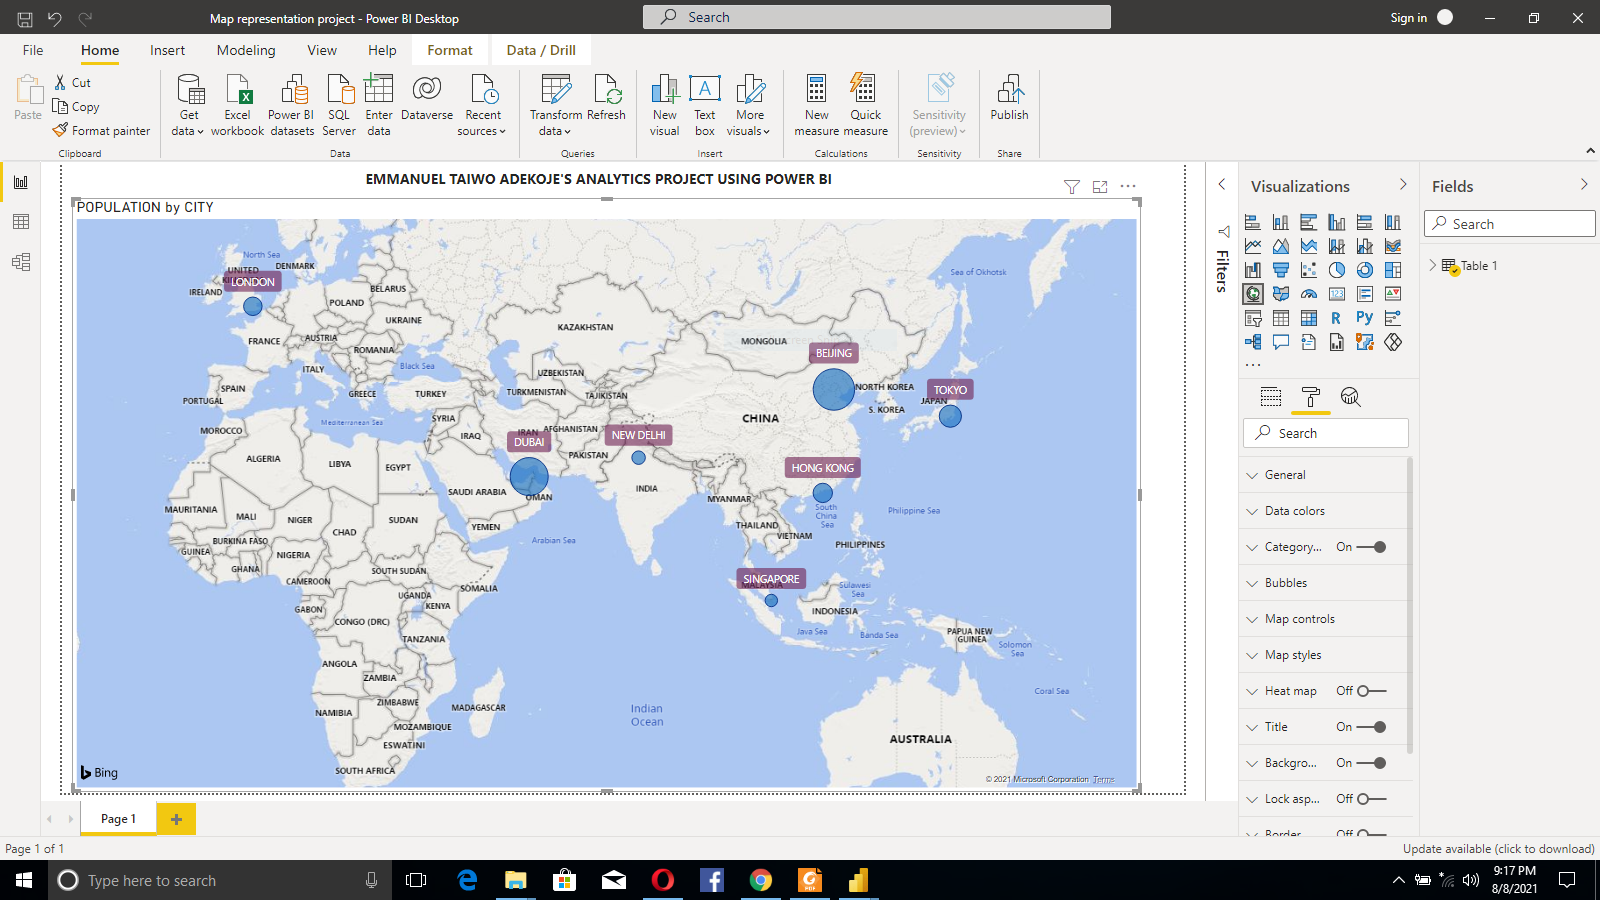 Map representation project - Power BI Desktop
Search
Sign in
File Home Insert Modeling View Help Format Data / Drill
Paste
Cut
Copy
Format painter
Clipboard
Get data
Excel workbook
Power BI datasets
SQL Server
Enter data
Dataverse
Recent sources
Data
Transform data
Refresh
Queries
New visual
Text box
More visuals
Insert
New measure
Quick measure
Calculations
Sensitivity (preview)
Sensitivity
Publish
Share
EMMANUEL TAIWO ADEKOJE'S ANALYTICS PROJECT USING POWER BI
POPULATION by CITY
North Sea
UNITED
DENMARK
LONDON
IRELAND
BELARUS
POLAND
UKRAINE
FRANCE
AUSTRIA
ROMANIA
ITALY
Black Sea
SPAIN
GREECE
TURKEY
PORTUGAL
Mediterranean Sea
SYRIA
IRAQ
IRAN
AFGHANISTAN
KAZAKHSTAN
UZBEKISTAN
TURKMENISTAN
TAJIKISTAN
MONGOLIA
Sea of Okhotsk
BEIJING
NORTH KOREA
TOKYO
JAPAN
S. KOREA
CHINA
MOROCCO
ALGERIA
LIBYA
EGYPT
DUBAI
NEW DELHI
PAKISTAN
SAUDI ARABIA
OMAN
INDIA
HONG KONG
MYANMAR
South China Sea
Philippine Sea
MAURITANIA
MALI
NIGER
CHAD
SUDAN
YEMEN
THAILAND
VIETNAM
PHILIPPINES
Arabian Sea
BURKINA FASO
GUINEA
NIGERIA
GHANA
CAMEROON
SOUTH SUDAN
SOMALIA
UGANDA
KENYA
GABON
CONGO (DRC)
TANZANIA
SINGAPORE
MALAYSIA
Sulawesi Sea
INDONESIA
Java Sea
Banda Sea
PAPUA NEW GUINEA
Solomon Sea
ANGOLA
ZAMBIA
ZIMBABWE
NAMIBIA
MADAGASCAR
MOZAMBIQUE
ESWATINI
SOUTH AFRICA
Indian Ocean
Coral Sea
AUSTRALIA
Bing
© 2021 Microsoft Corporation Terms
Filters
Visualizations
R
Py
123
...
Search
General
Data colors
Category... On
Bubbles
Map controls
Map styles
Heat map Off
Title On
Backgro... On
Lock asp... Off
Border Off
Fields
Search
Table 1
Page 1
+
Page 1 of 1
Update available (click to download)
Type here to search
9:17 PM
8/8/2021